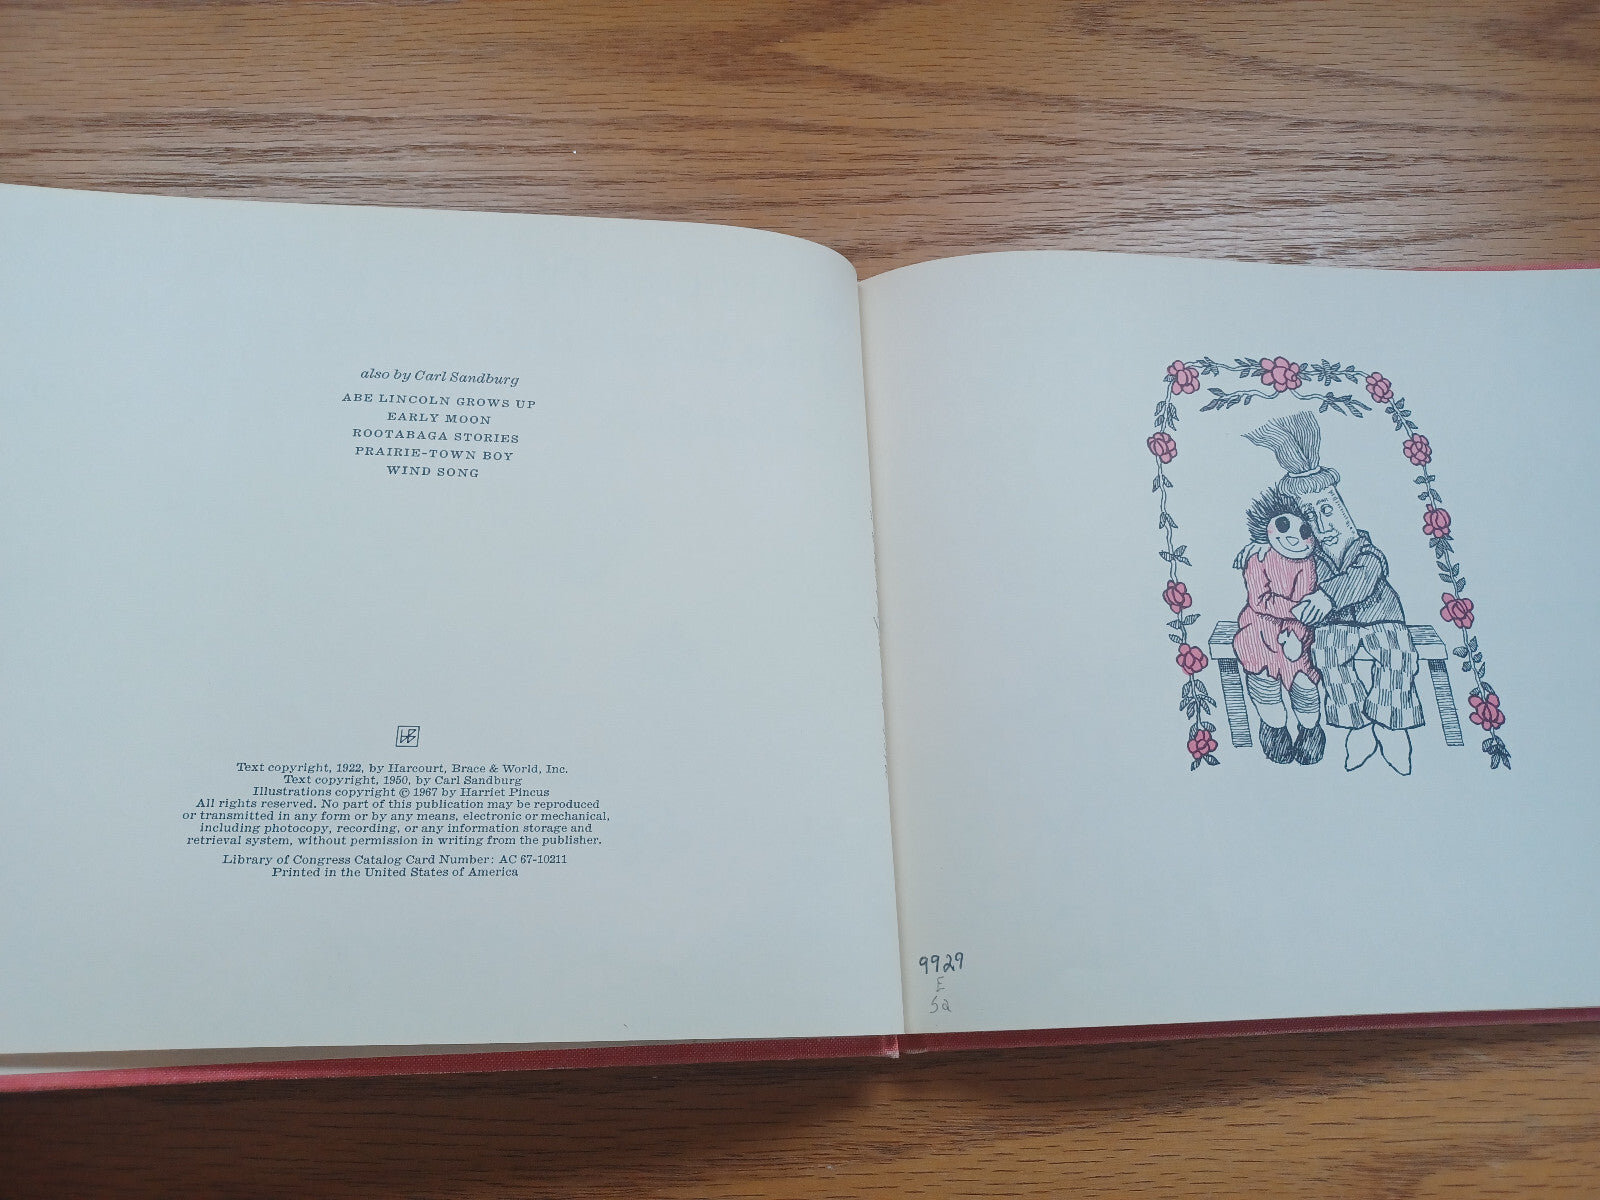 also by Carl Sandburg
ABE LINCOLN GROWS UP
EARLY MOON
ROOTABAGA STORIES
PRAIRIE-TOWN BOY
WIND SONG
HB
Text copyright, 1922, by Harcourt, Brace & World, Inc.
Text copyright, 1950, by Carl Sandburg
Illustrations copyright © 1967 by Harriet Pincus
All rights reserved. No part of this publication may be reproduced
or transmitted in any form or by any means, electronic or mechanical,
including photocopy, recording, or any information storage and
retrieval system, without permission in writing from the publisher.
Library of Congress Catalog Card Number: AC 67-10211
Printed in the United States of America
9929
E
Sa